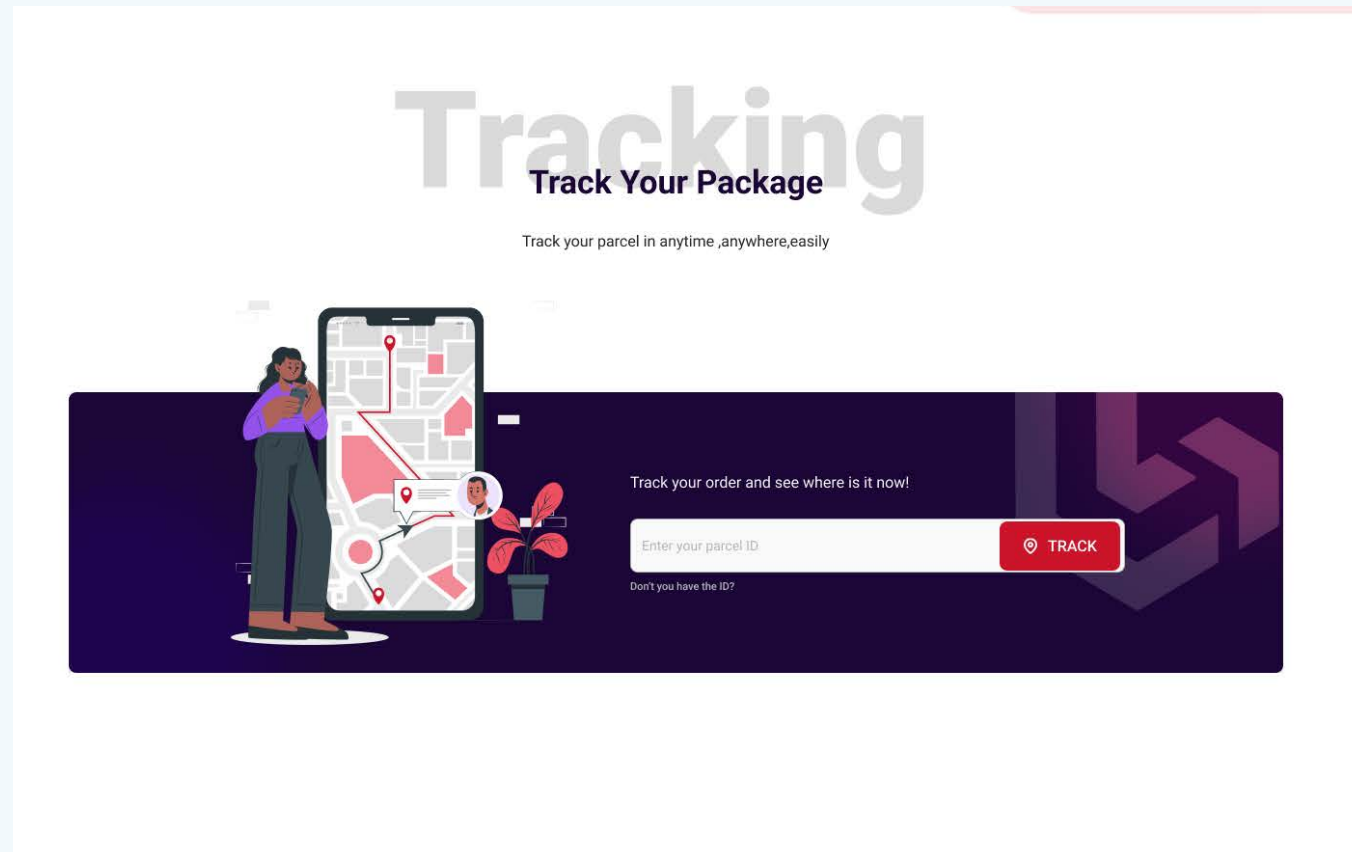 Tracking
Track Your Package
Track your parcel in anytime ,anywhere,easily
Track your order and see where is it now!
Enter your parcel ID
TRACK
Don't you have the ID?